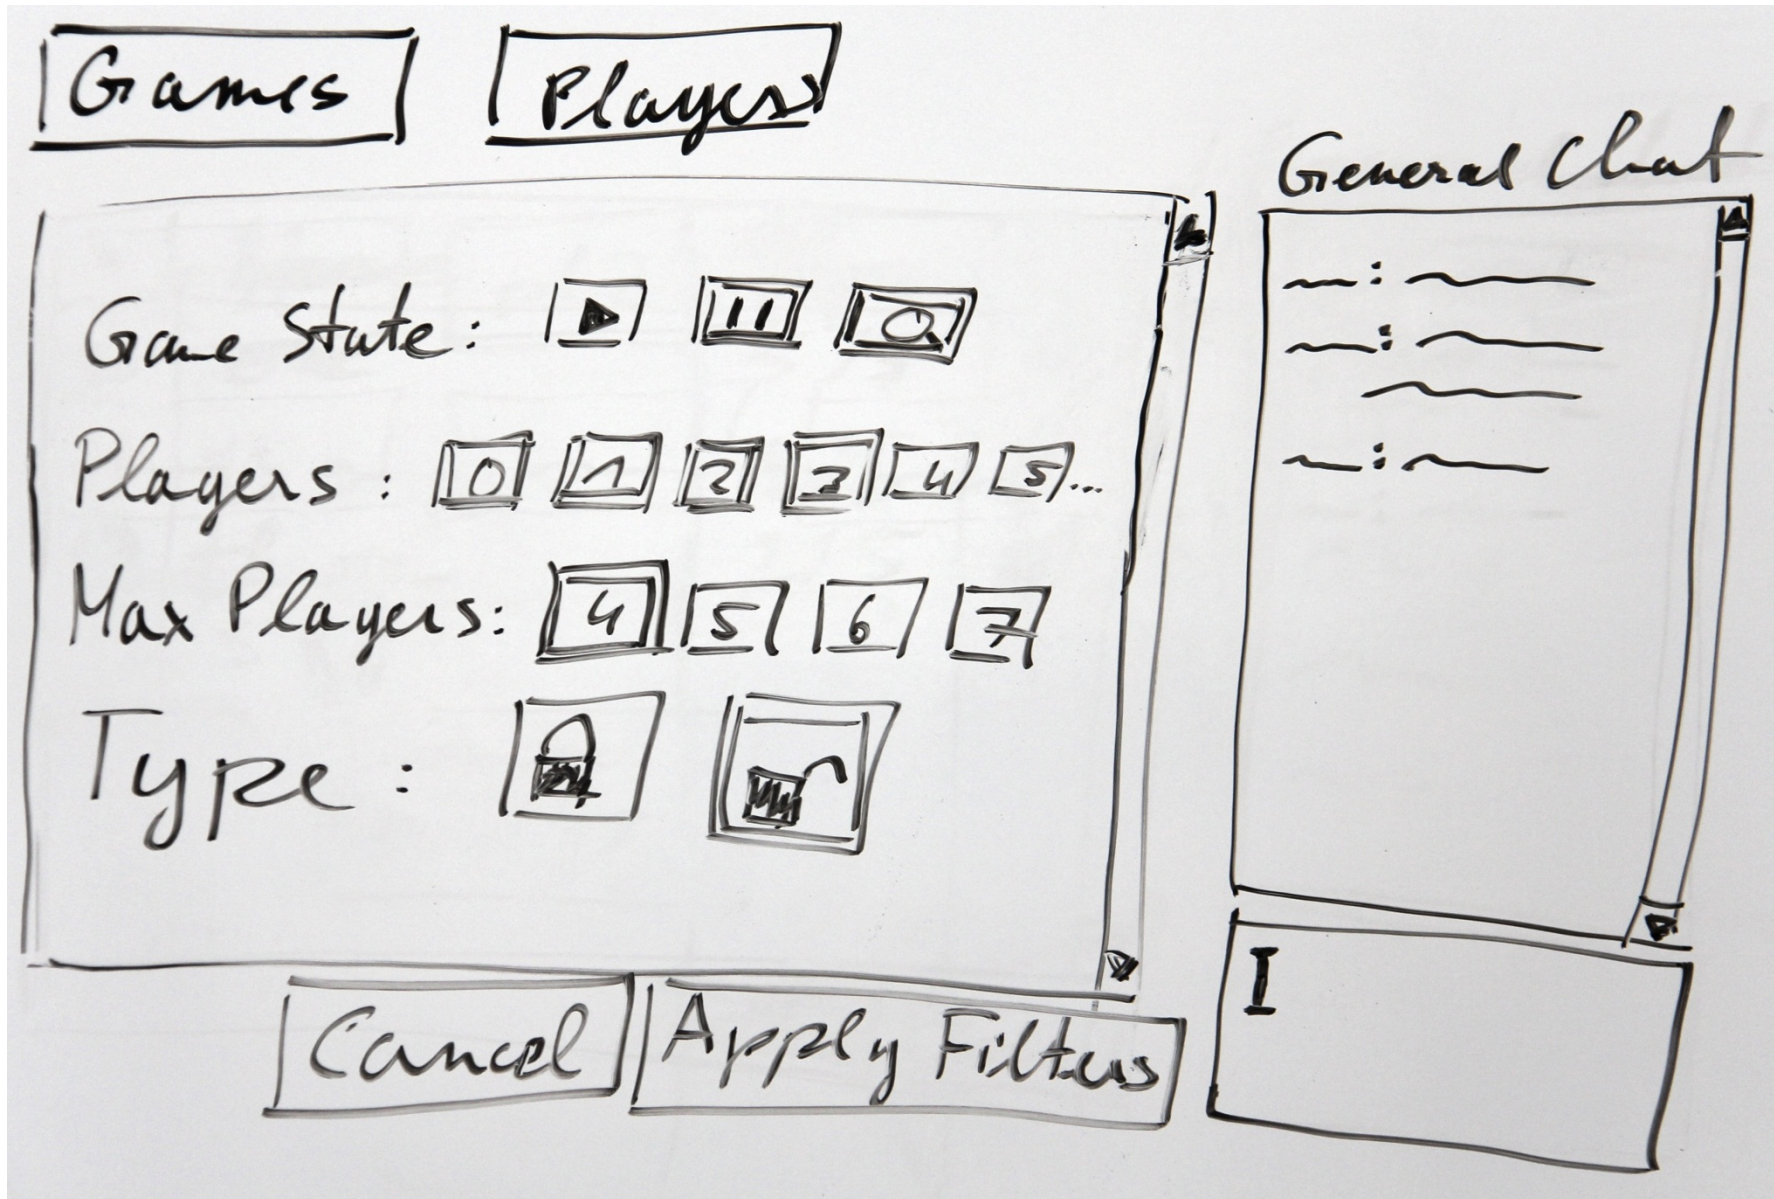 Games Players
General Chat
Game State:
Players: 0 1 2 3 4 5...
Max Players: 4 5 6 7
Type:
Cancel Apply Filters